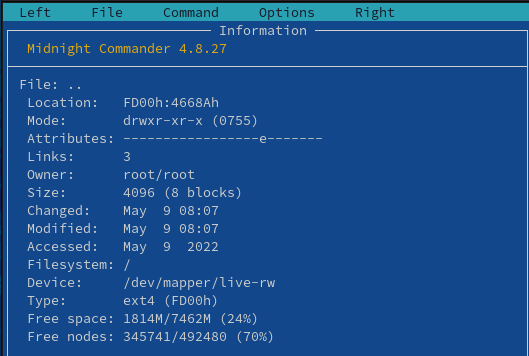 Left File Command Options Right
Information
Midnight Commander 4.8.27
File: ..
Location: FD00h:4668Ah
Mode: drwxr-xr-x (0755)
Attributes: -----------------e-------
Links: 3
Owner: root/root
Size: 4096 (8 blocks)
Changed: May  9 08:07
Modified: May  9 08:07
Accessed: May  9  2022
Filesystem: /
Device: /dev/mapper/live-rw
Type: ext4 (FD00h)
Free space: 1814M/7462M (24%)
Free nodes: 345741/492480 (70%)